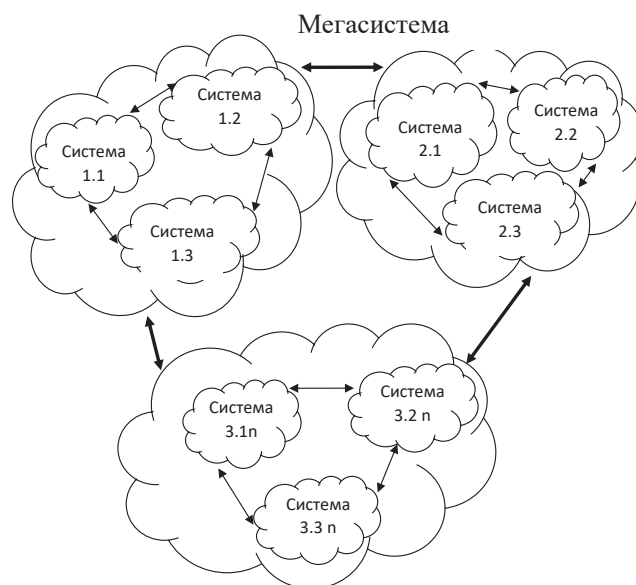 Мегасистема
Система
1.2
Система
1.1
Система
1.3
Система
2.1
Система
2.2
Система
2.3
Система
3.1n
Система
3.2 n
Система
3.3 n